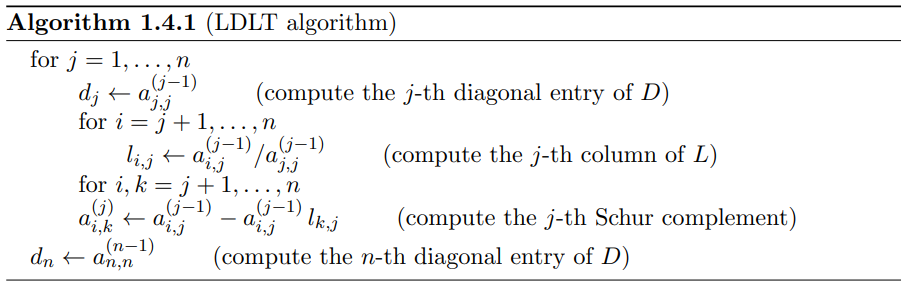 Algorithm 1.4.1 (LDLT algorithm)
for j = 1, . . . , n
d_j ← a_{j,j}^{(j−1)} (compute the j-th diagonal entry of D)
for i = j + 1, . . . , n
l_{i,j} ← a_{i,j}^{(j−1)}/a_{j,j}^{(j−1)} (compute the j-th column of L)
for i, k = j + 1, . . . , n
a_{i,k}^{(j)} ← a_{i,j}^{(j−1)} − a_{i,j}^{(j−1)} l_{k,j} (compute the j-th Schur complement)
d_n ← a_{n,n}^{(n−1)} (compute the n-th diagonal entry of D)